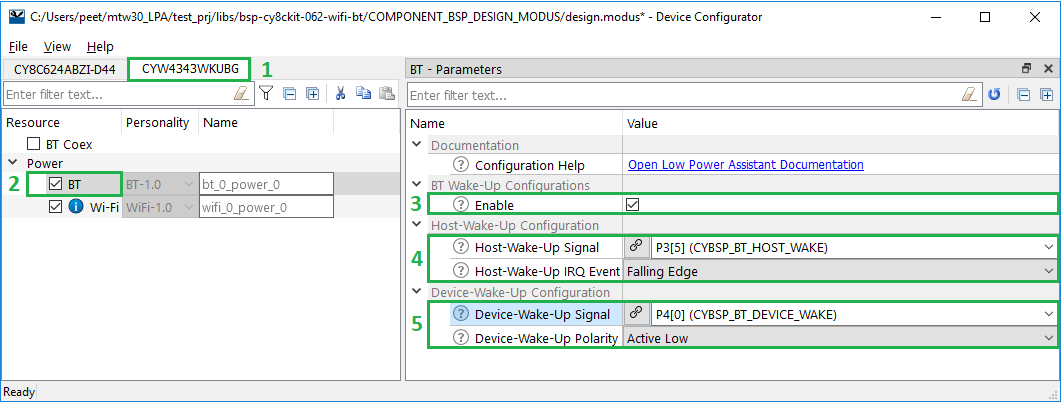 C:/Users/peet/mtw30_LPA/test_prj/libs/bsp-cy8ckit-062-wifi-bt/COMPONENT_BSP_DESIGN_MODUS/design.modus* - Device Configurator
File View Help
CY8C624ABZI-D44 CYW4343WKUBG 1
Enter filter text...
Resource Personality Name
BT Coex
Power
2 BT BT-1.0 bt_0_power_0
Wi-Fi WiFi-1.0 wifi_0_power_0
BT - Parameters
Enter filter text...
Name Value
Documentation
Configuration Help Open Low Power Assistant Documentation
BT Wake-Up Configurations
3 Enable
Host-Wake-Up Configuration
4 Host-Wake-Up Signal P3[5] (CYBSP_BT_HOST_WAKE)
Host-Wake-Up IRQ Event Falling Edge
Device-Wake-Up Configuration
5 Device-Wake-Up Signal P4[0] (CYBSP_BT_DEVICE_WAKE)
Device-Wake-Up Polarity Active Low
Ready